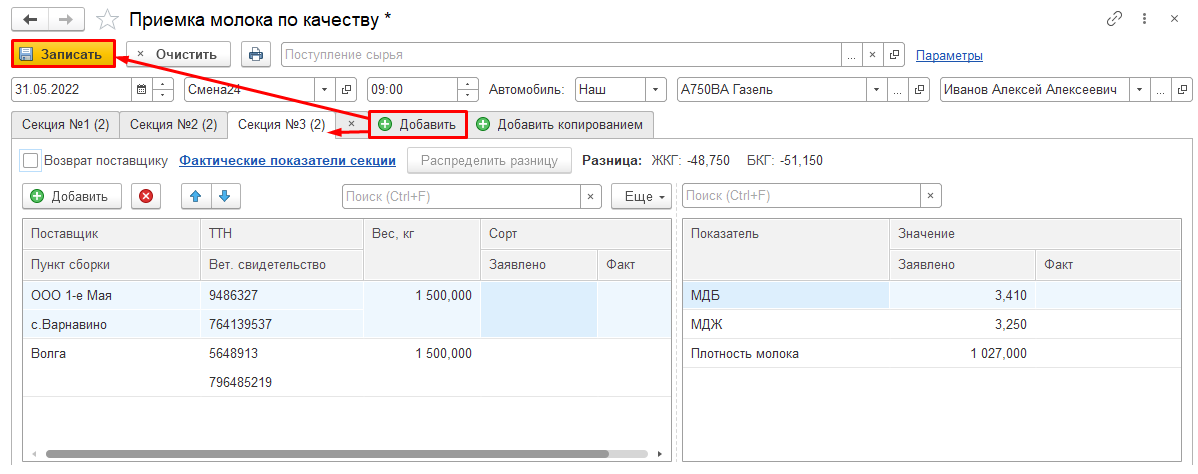 Приемка молока по качеству *
Записать × Очистить Поступление сырья ... × Параметры
31.05.2022 Смена24 09:00 Автомобиль: Наш А750ВА Газель ... Иванов Алексей Алексеевич ...
Секция №1 (2) Секция №2 (2) Секция №3 (2) × Добавить Добавить копированием
Возврат поставщику Фактические показатели секции Распределить разницу Разница: ЖКГ: -48,750 БКГ: -51,150
Добавить Поиск (Ctrl+F) × Еще Поиск (Ctrl+F) ×
Поставщик ТТН Вес, кг Сорт Показатель Значение
Пункт сборки Вет. свидетельство Заявлено Факт Заявлено Факт
ООО 1-е Мая 9486327 1 500,000 МДБ 3,410
с.Варнавино 764139537 МДЖ 3,250
Волга 5648913 1 500,000 Плотность молока 1 027,000
796485219